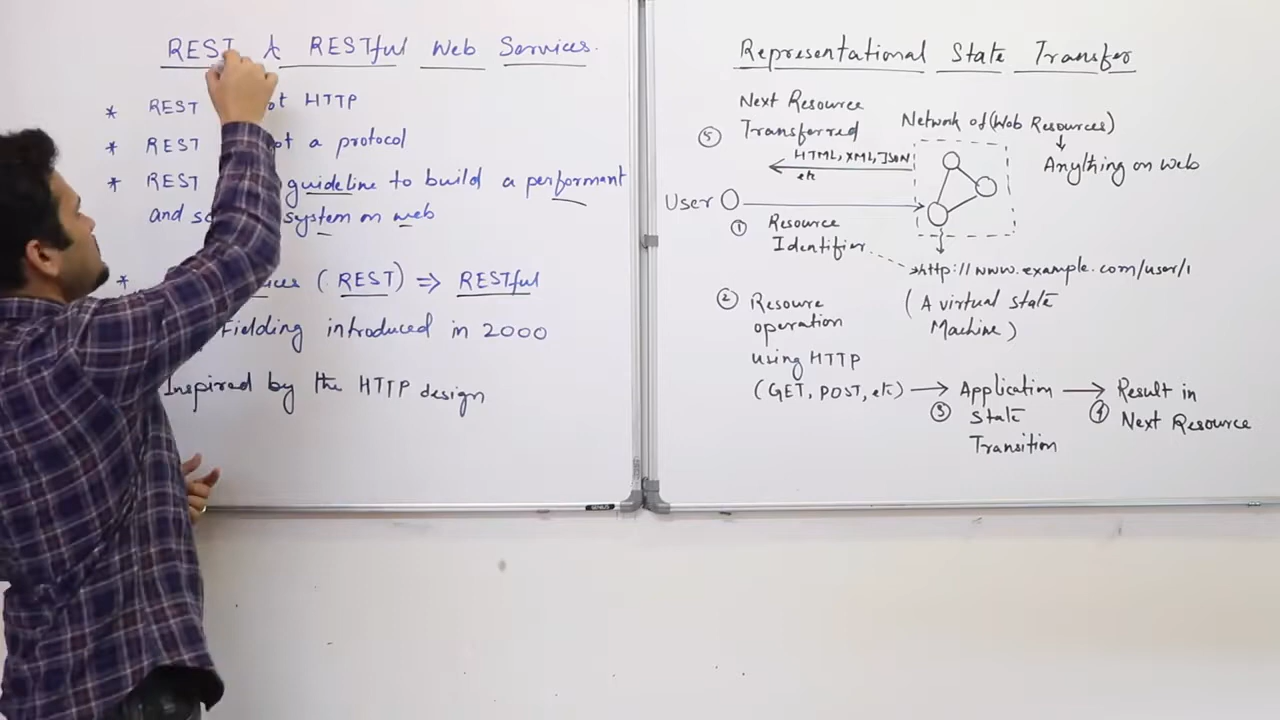 REST & RESTful Web Services.
* REST not HTTP
* REST not a protocol
* REST guideline to build a performant
and system on web
* (REST) => RESTful
Fielding introduced in 2000
Inspired by the HTTP design
GENIUS
Representational State Transfer
Next Resource
5 Transferred
HTML, XML, JSON
etc
Network of (Web Resources)
Anything on web
User
1 Resource
Identifier
http://www.example.com/user/1
(A virtual State
Machine)
2 Resource
operation
using HTTP
(GET, POST, etc) → Application → Result in
3 State
4 Next Resource
Transition